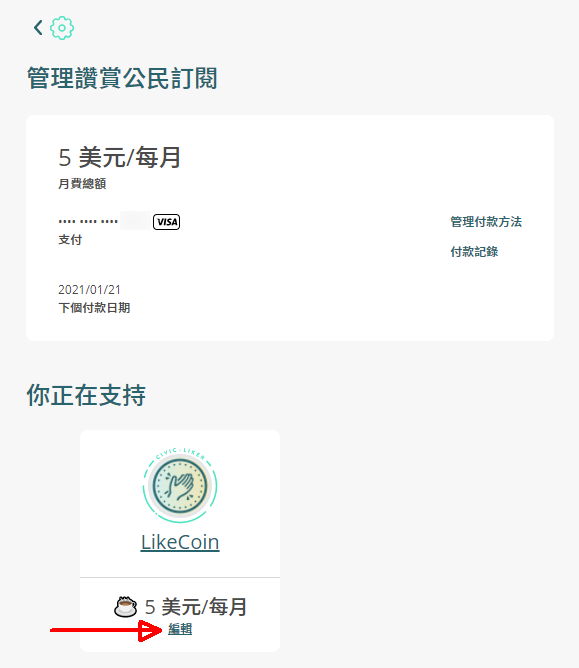 管理讚賞公民訂閱
5 美元/每月
月費總額
•••• •••• ••••
VISA
管理付款方法
支付
付款記錄
2021/01/21
下個付款日期
你正在支持
CIVIC LIKER
LikeCoin
5 美元/每月
編輯